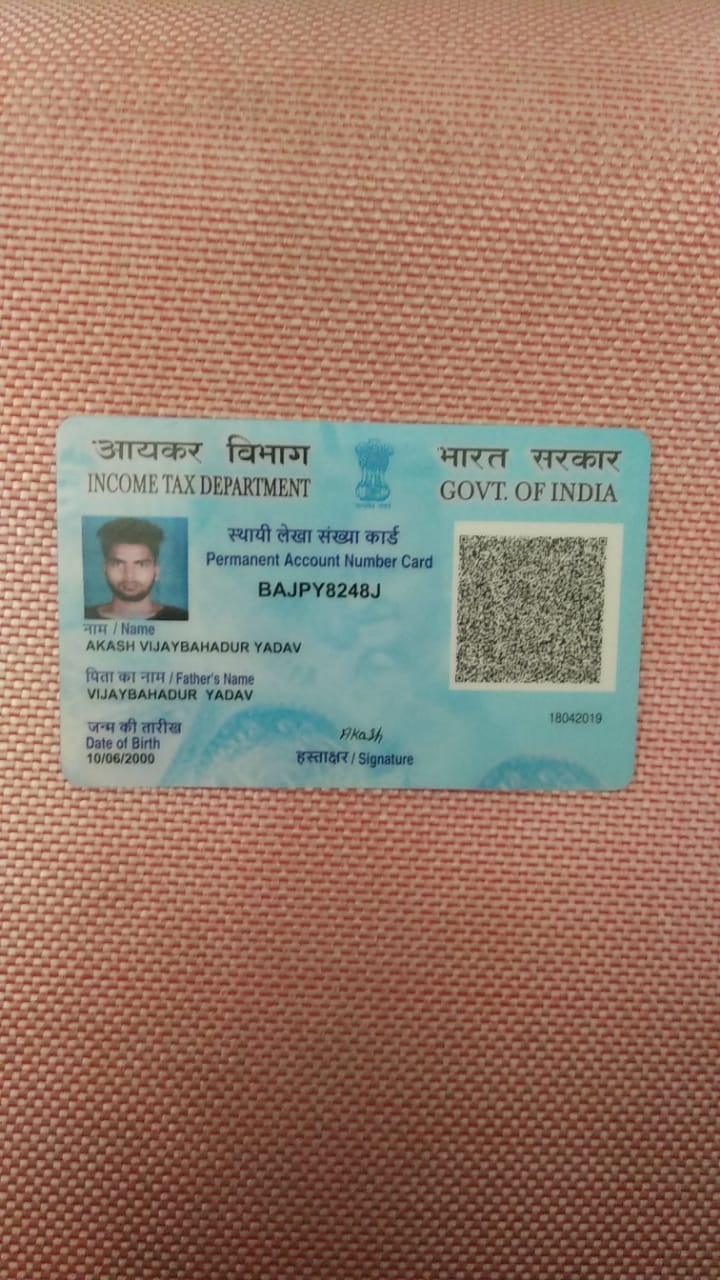 आयकर विभाग
INCOME TAX DEPARTMENT
भारत सरकार
GOVT. OF INDIA
स्थायी लेखा संख्या कार्ड
Permanent Account Number Card
BAJPY8248J
नाम / Name
AKASH VIJAYBAHADUR YADAV
पिता का नाम / Father's Name
VIJAYBAHADUR YADAV
जन्म की तारीख
Date of Birth
10/06/2000
Akash
हस्ताक्षर / Signature
18042019